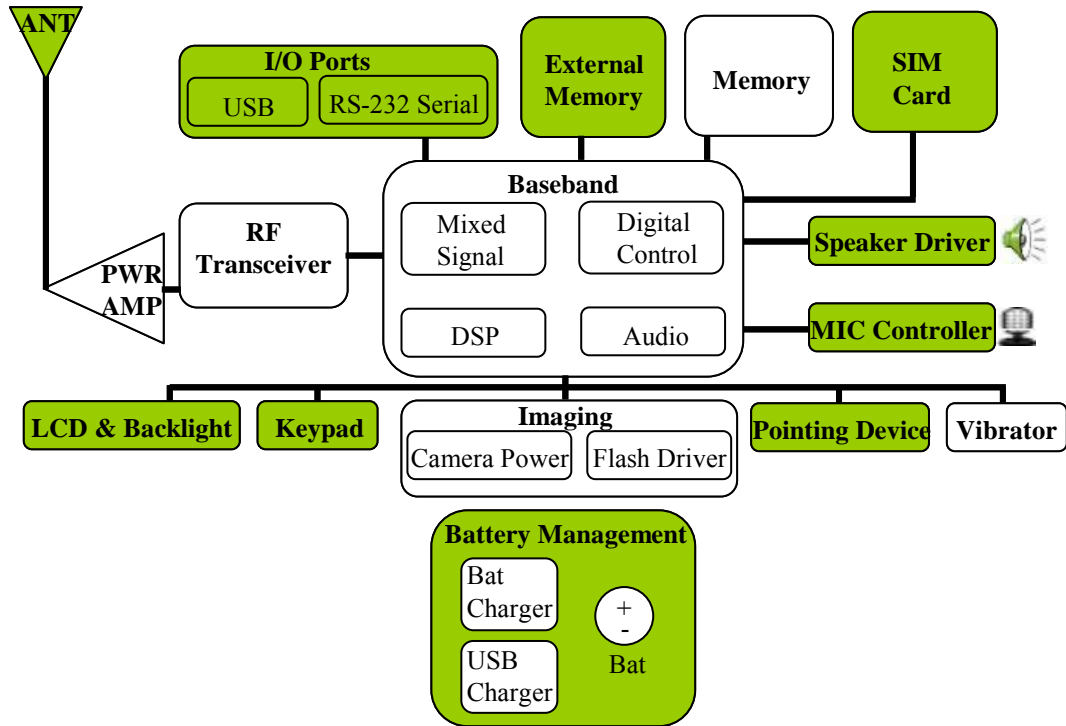 ANT
I/O Ports
USB
RS-232 Serial
External
Memory
Memory
SIM
Card
Baseband
Mixed
Signal
Digital
Control
DSP
Audio
RF
Transceiver
PWR
AMP
Speaker Driver
MIC Controller
LCD & Backlight
Keypad
Imaging
Camera Power
Flash Driver
Pointing Device
Vibrator
Battery Management
Bat
Charger
USB
Charger
+
-
Bat